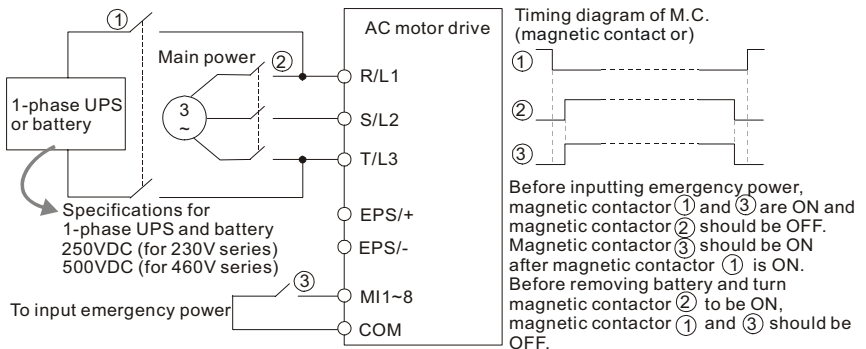 ①
Main power
②
1-phase UPS
or battery
3
~
Specifications for
1-phase UPS and battery
250VDC (for 230V series)
500VDC (for 460V series)
③
To input emergency power
AC motor drive
R/L1
S/L2
T/L3
EPS/+
EPS/-
MI1~8
COM
Timing diagram of M.C.
(magnetic contact or)
①
②
③
Before inputting emergency power,
magnetic contactor ① and ③ are ON and
magnetic contactor ② should be OFF.
Magnetic contactor ③ should be ON
after magnetic contactor ① is ON.
Before removing battery and turn
magnetic contactor ② to be ON,
magnetic contactor ① and ③ should be
OFF.